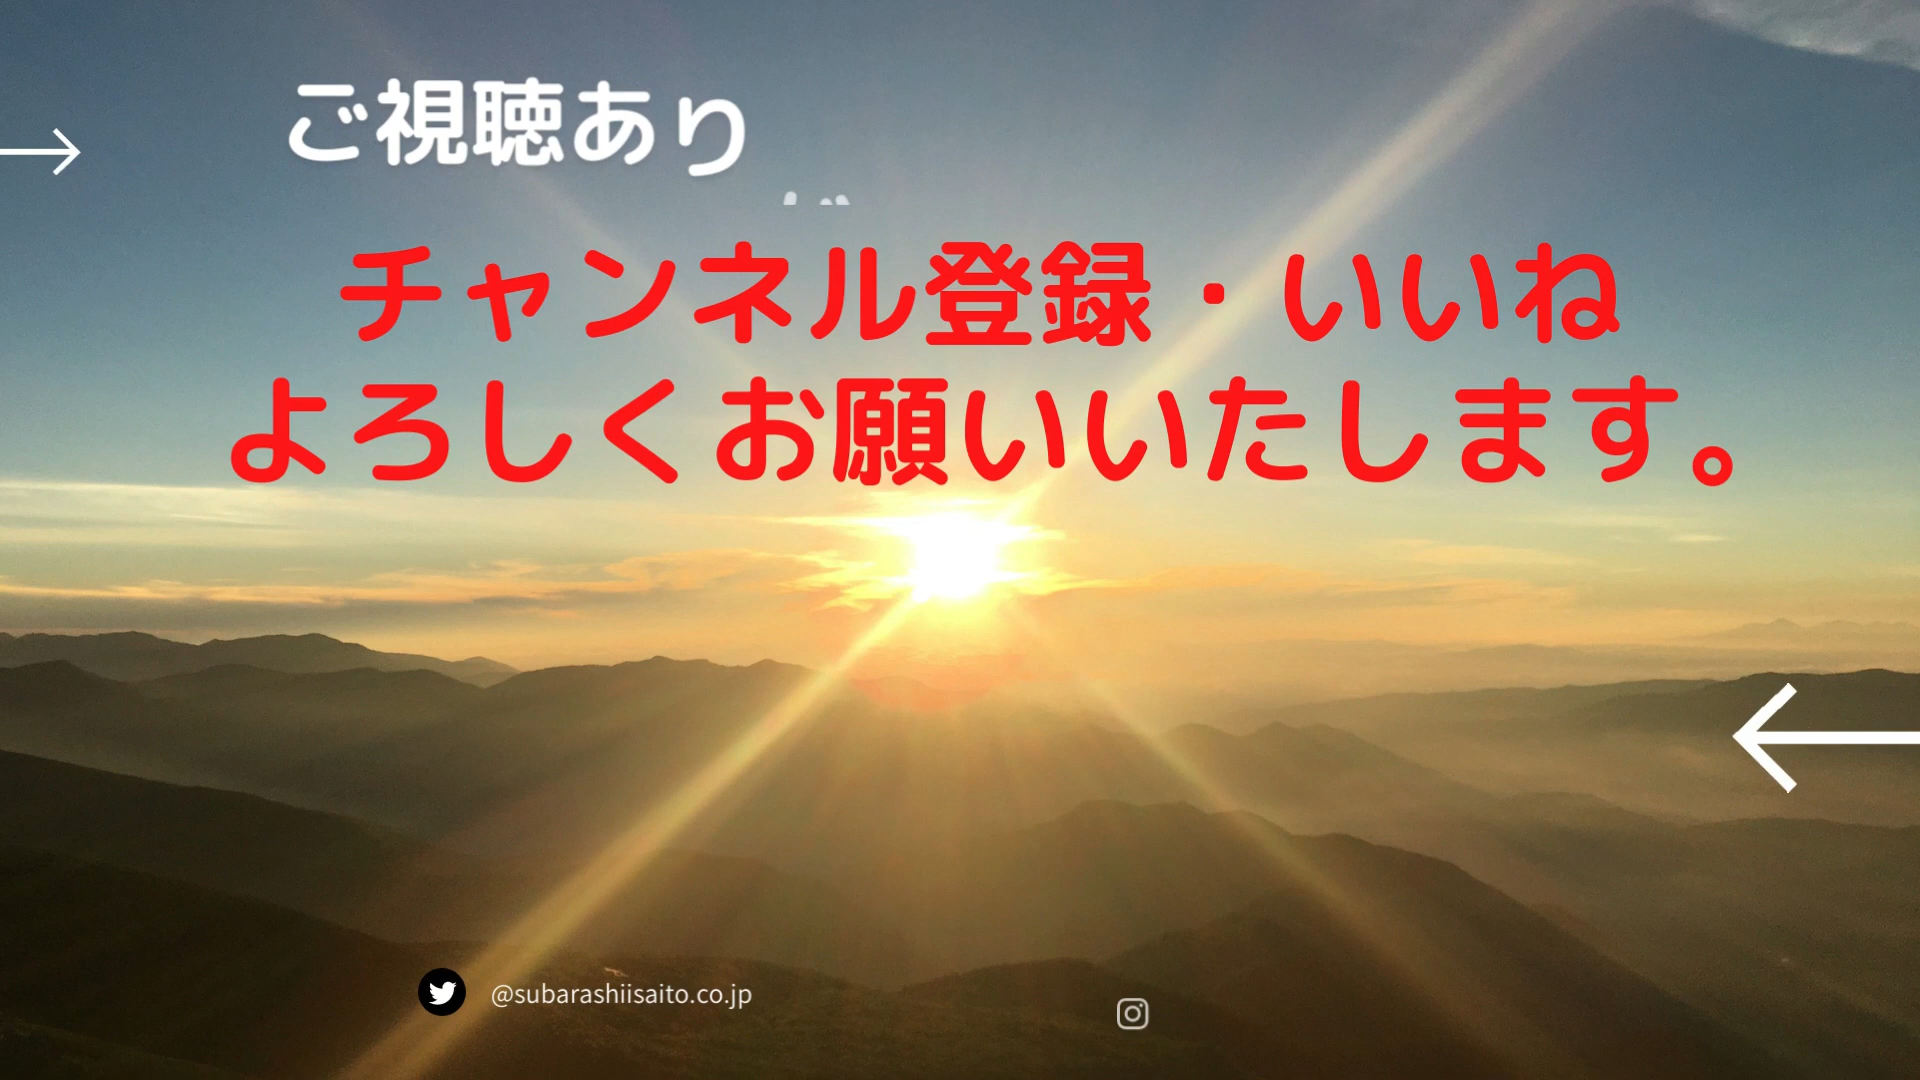 ご視聴あり
チャンネル登録・いいね
よろしくお願いいたします。
@subarashiisaito.co.jp